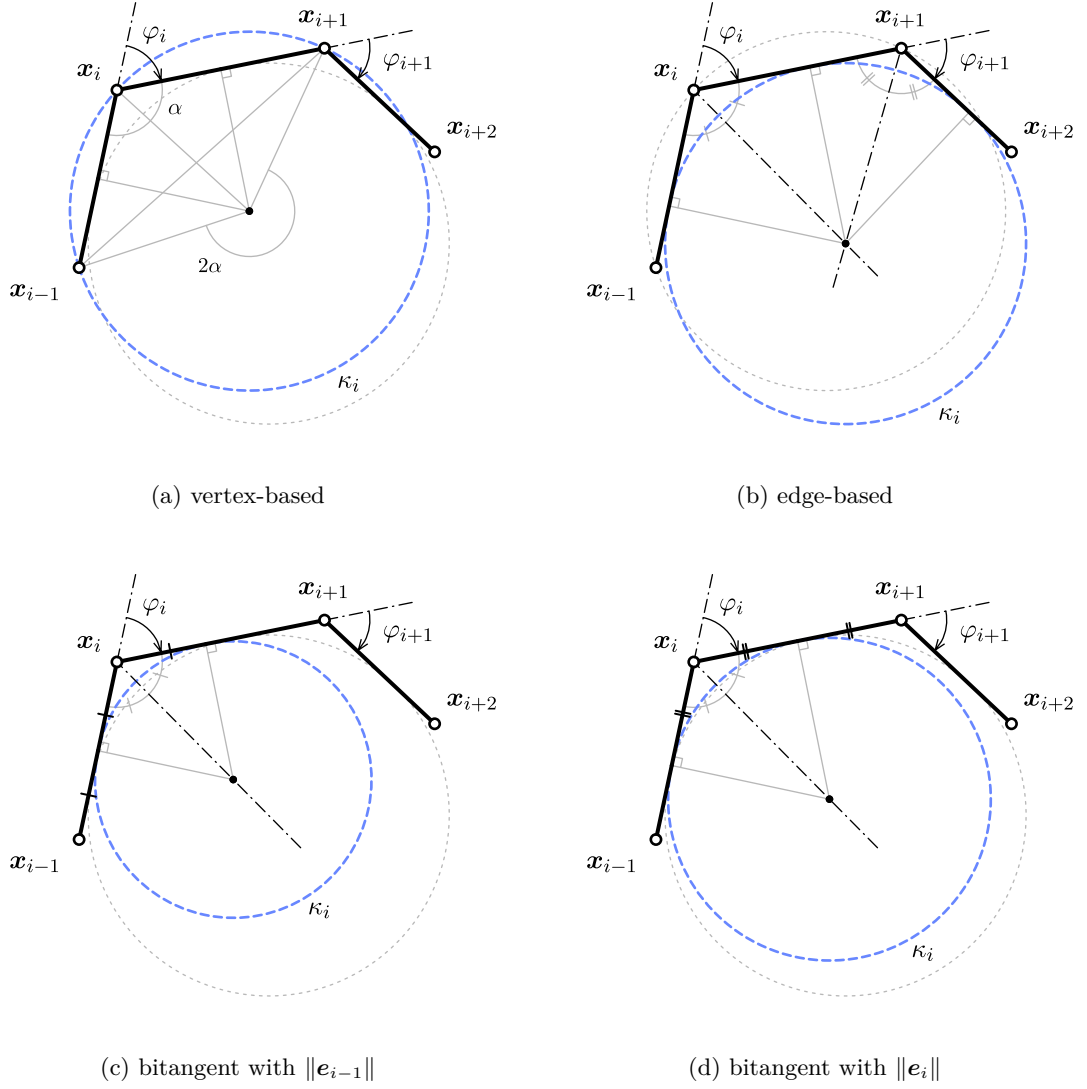 φ_i
x_{i+1}
x_i
φ_{i+1}
α
x_{i+2}
2α
x_{i−1}
κ_i
(a) vertex-based
φ_i
x_{i+1}
x_i
φ_{i+1}
x_{i+2}
x_{i−1}
κ_i
(b) edge-based
φ_i
x_{i+1}
x_i
φ_{i+1}
x_{i+2}
x_{i−1}
κ_i
(c) bitangent with ‖e_{i−1}‖
φ_i
x_{i+1}
x_i
φ_{i+1}
x_{i+2}
x_{i−1}
κ_i
(d) bitangent with ‖e_i‖